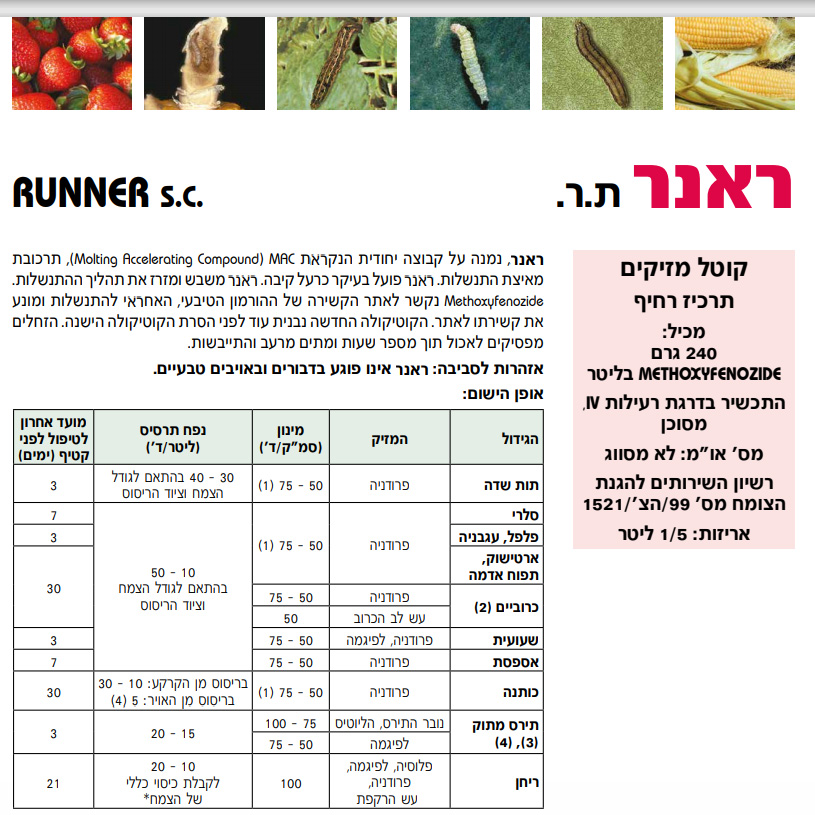 ראנר ת.ר.
RUNNER S.C.
קוטל מזיקים
תרכיז רחיף
מכיל:
240 גרם
METHOXYFENOZIDE בליטר
התכשיר בדרגת רעילות IV,
מסוכן
מס׳ או״מ: לא מסווג
רשיון השירותים להגנת
הצומח מס׳ 99/הצ׳/1521
אריזות: 1/5 ליטר
ראנר, נמנה על קבוצה יחודית הנקראת MAC (Molting Accelerating Compound), תרכובת
מאיצת התנשלות. ראנר פועל בעיקר כרעל קיבה. ראנר משבש ומזרז את תהליך ההתנשלות.
Methoxyfenozide נקשר לאתר הקשירה של ההורמון הטיבעי, האחראי להתנשלות ומונע
את קשירתו לאתר. הקוטיקולה החדשה נבנית עוד לפני הסרת הקוטיקולה הישנה. הזחלים
מפסיקים לאכול תוך מספר שעות ומתים מרעב והתייבשות.
אזהרות לסביבה: ראנר אינו פוגע בדבורים ובאויבים טבעיים.
אופן הישום:
הגידול המזיק מינון (סמ״ק/ד׳) נפח תרסיס (ליטר/ד׳) מועד אחרון לטיפול לפני קטיף (ימים)
תות שדה פרודניה 50 - 75 (1) 30 - 40 בהתאם לגודל הצמח וציוד הריסוס 3
סלרי פרודניה 50 - 75 (1) 10 - 50 בהתאם לגודל הצמח וציוד הריסוס 7
פלפל, עגבניה 3
ארטישוק, תפוח אדמה 30
כרוביים (2) פרודניה 50 - 75
עש לב הכרוב 50
שעועית פרודניה, לפיגמה 50 - 75 3
אספסת פרודניה 50 - 75 7
כותנה פרודניה 50 - 75 (1) בריסוס מן הקרקע: 10 - 30 בריסוס מן האויר: 5 (4) 30
תירס מתוק (3), (4) נובר התירס, הליוטיס 75 - 100 15 - 20 3
לפיגמה 50 - 75
ריחן פלוסיה, לפיגמה, פרודניה, עש הרקפת 100 10 - 20 לקבלת כיסוי כללי של הצמח* 21